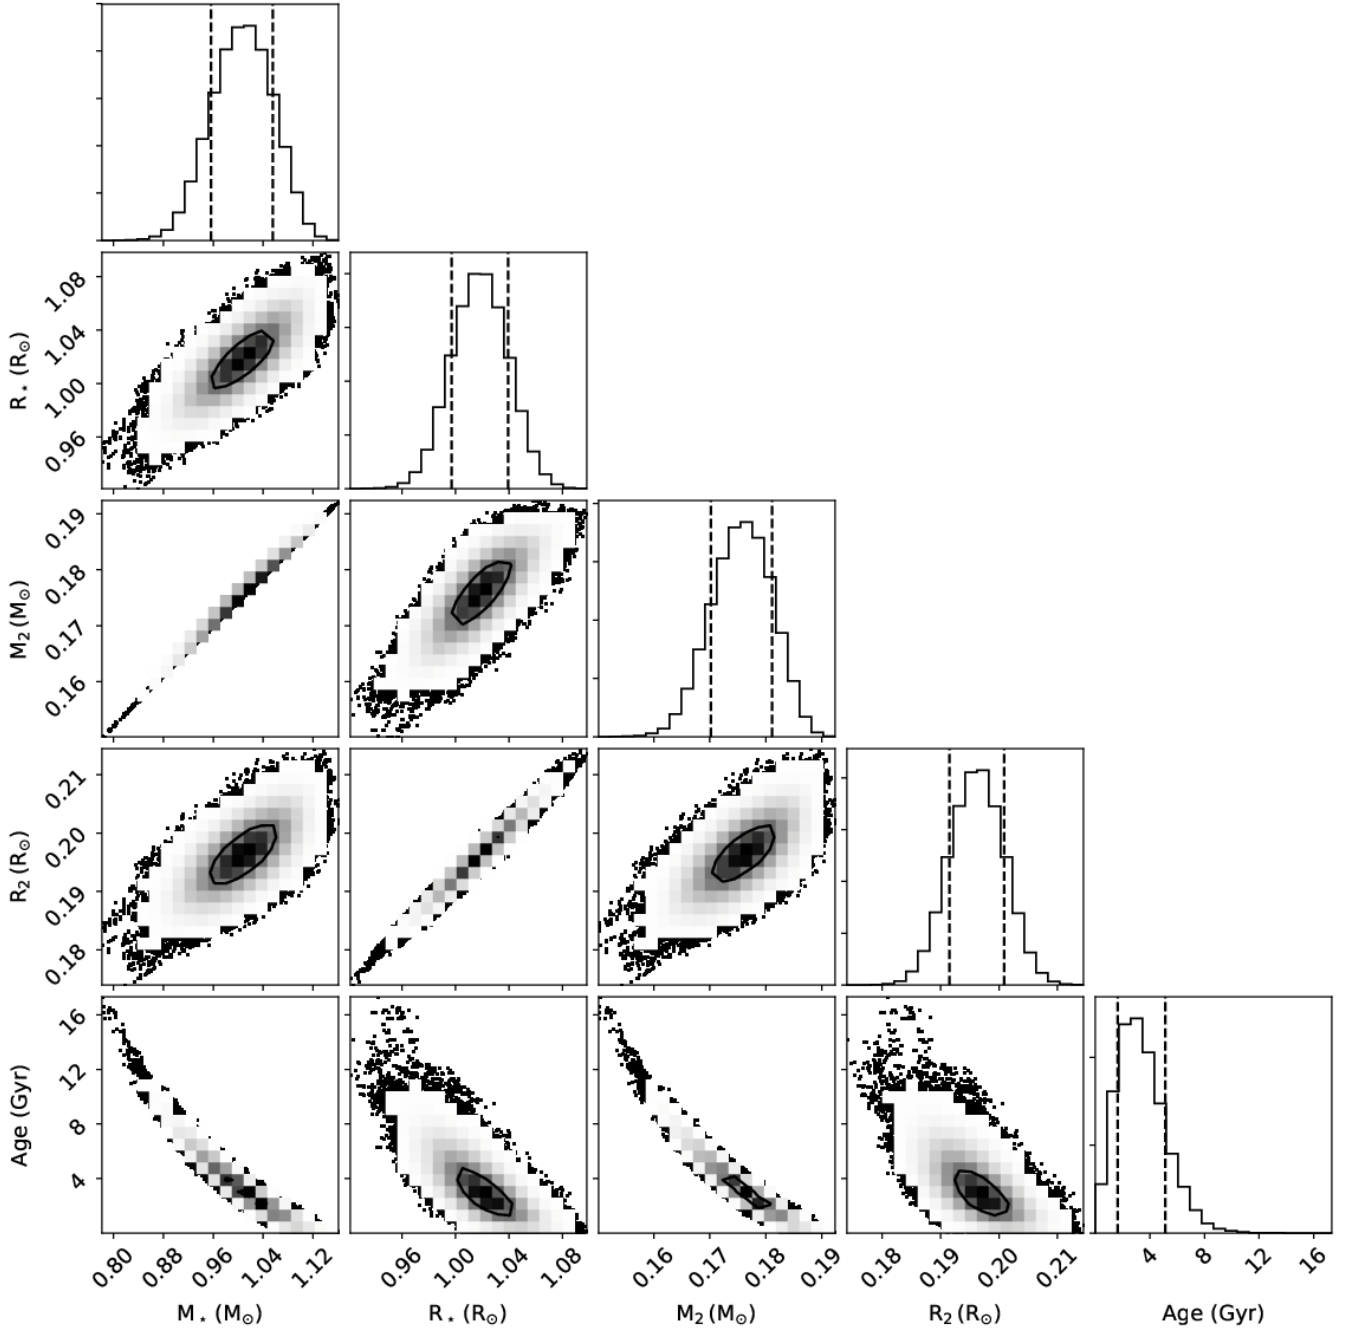 R⋆ (R⊙)
1.08
1.04
1.00
0.96
M₂ (M⊙)
0.19
0.18
0.17
0.16
R₂ (R⊙)
0.21
0.20
0.19
0.18
Age (Gyr)
16
12
8
4
0.80 0.88 0.96 1.04 1.12
0.96 1.00 1.04 1.08
0.16 0.17 0.18 0.19
0.18 0.19 0.20 0.21
4 8 12 16
M⋆ (M⊙)
R⋆ (R⊙)
M₂ (M⊙)
R₂ (R⊙)
Age (Gyr)